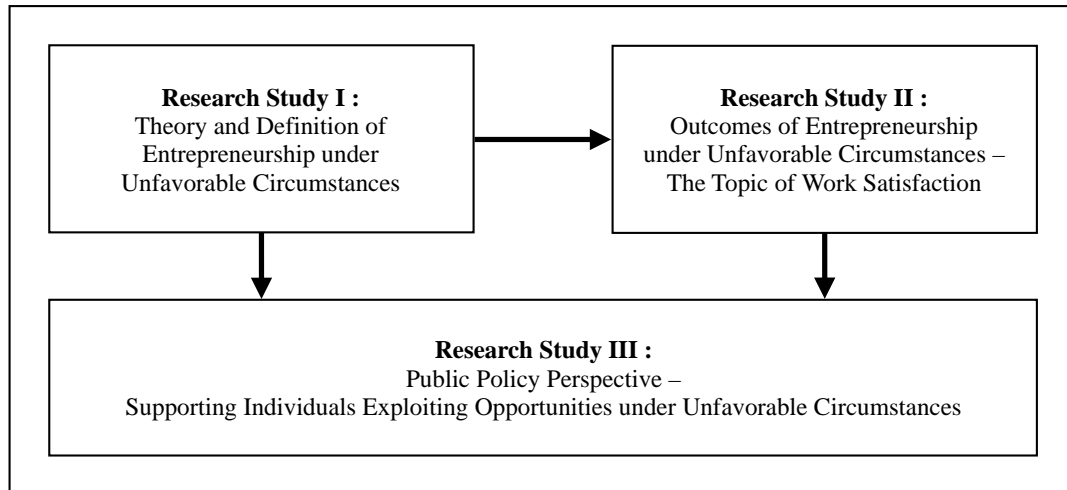 Research Study I :
Theory and Definition of
Entrepreneurship under
Unfavorable Circumstances
Research Study II :
Outcomes of Entrepreneurship
under Unfavorable Circumstances –
The Topic of Work Satisfaction
Research Study III :
Public Policy Perspective –
Supporting Individuals Exploiting Opportunities under Unfavorable Circumstances